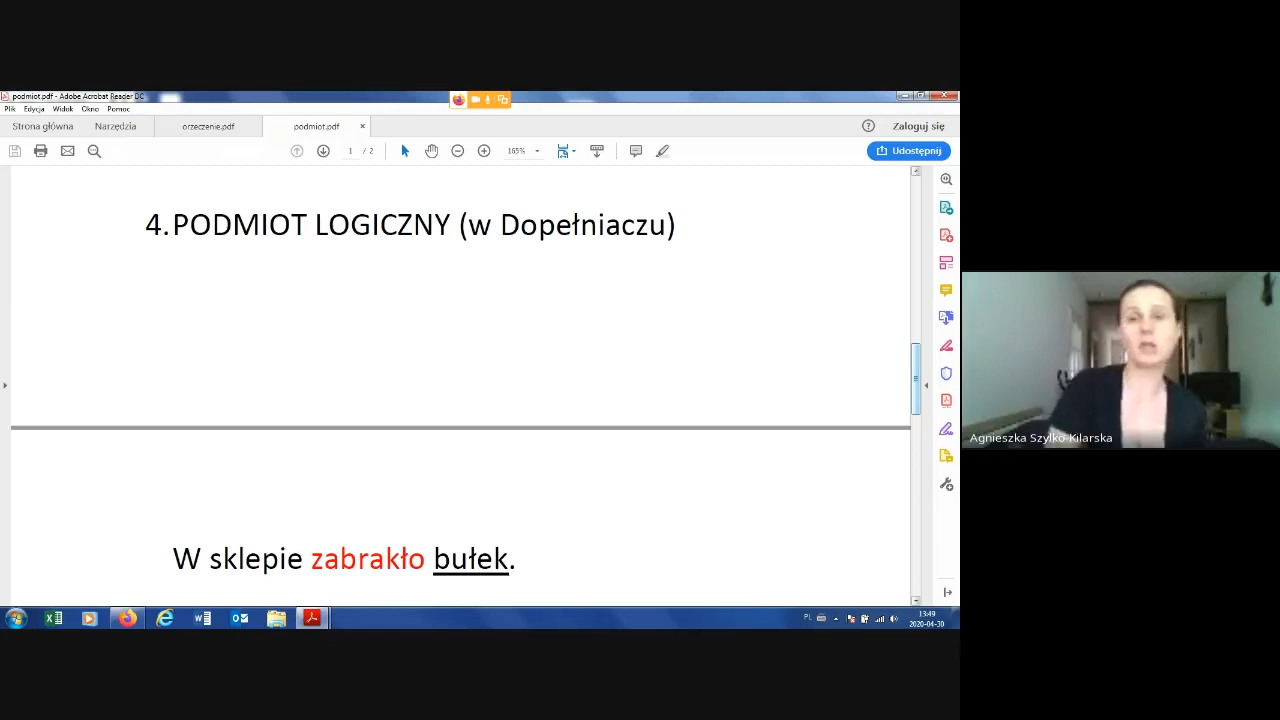 podmiot.pdf - Adobe Acrobat Reader DC
Plik Edycja Widok Okno Pomoc
Strona główna Narzędzia orzeczenie.pdf podmiot.pdf × Zaloguj się
1 / 2 165% Udostępnij
4. PODMIOT LOGICZNY (w Dopełniaczu)
Agnieszka Szylko-Kilarska
W sklepie zabrakło bułek.
PL 13:49
2020-04-30